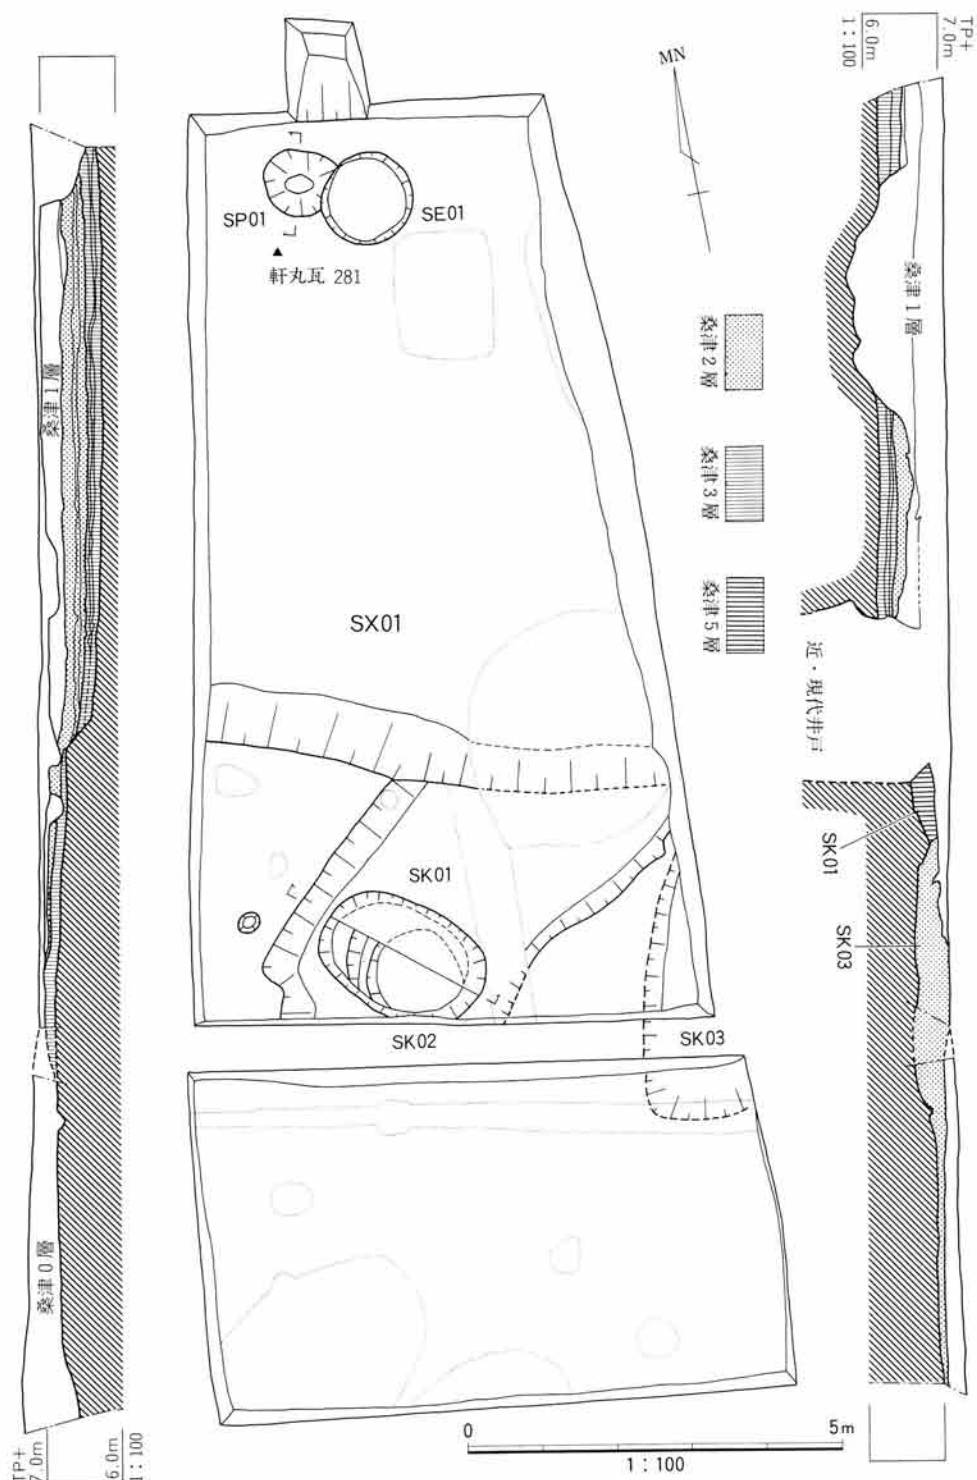 TP+
7.0m
6.0m
1:100
MN
SP01
SE01
軒丸瓦 281
桑津1層
桑津2層
桑津3層
桑津5層
桑津1層
SX01
近・現代井戸
SK01
SK01
SK03
SK02
SK03
桑津0層
0
5m
1:100
TP+
7.0m
6.0m
1:100